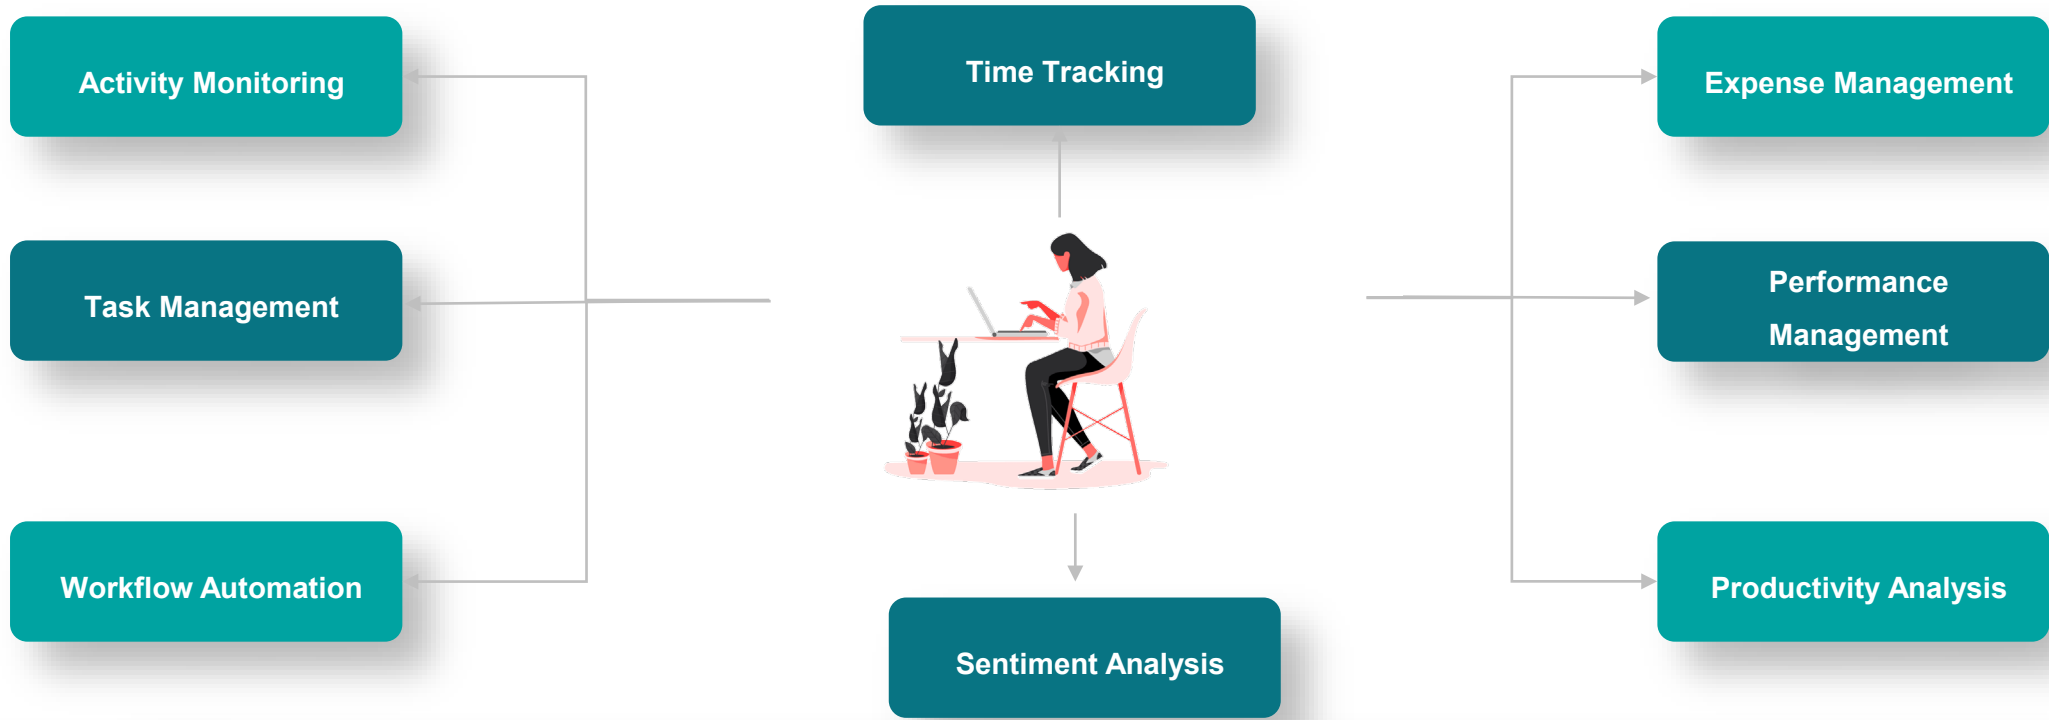 Activity Monitoring
Time Tracking
Expense Management
Task Management
Performance
Management
Workflow Automation
Productivity Analysis
Sentiment Analysis